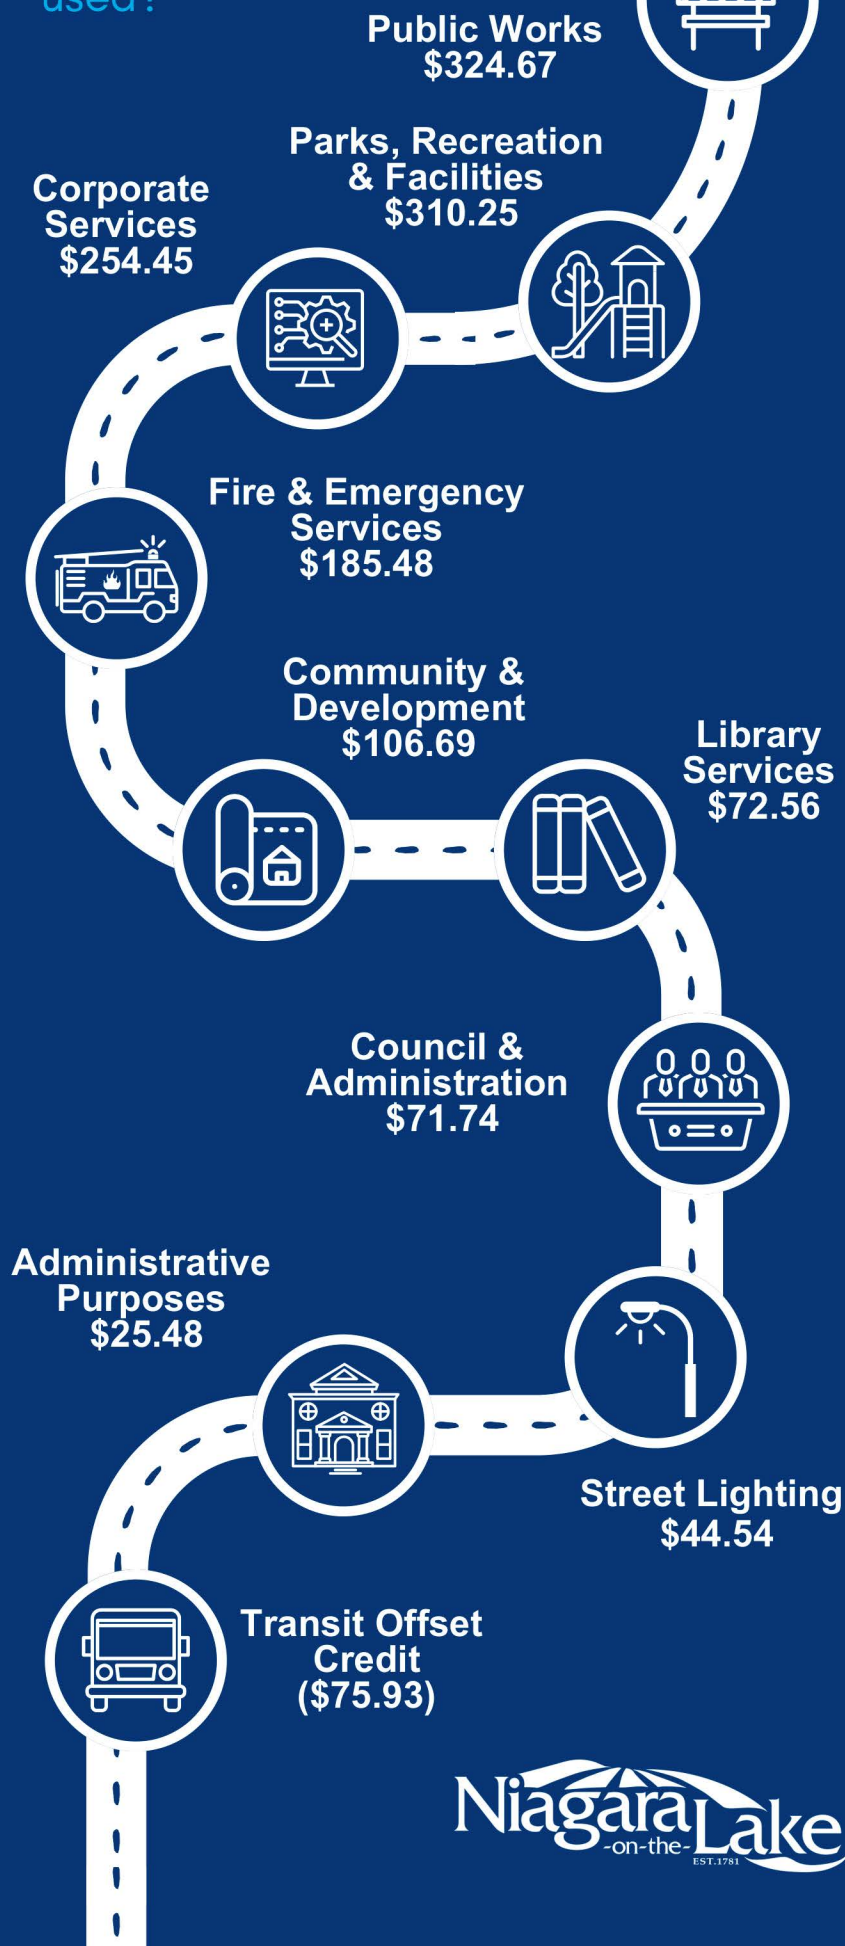 used?
Public Works
$324.67
Parks, Recreation
& Facilities
$310.25
Corporate
Services
$254.45
Fire & Emergency
Services
$185.48
Community &
Development
$106.69
Library
Services
$72.56
Council &
Administration
$71.74
Administrative
Purposes
$25.48
Street Lighting
$44.54
Transit Offset
Credit
($75.93)
Niagara
-on-the-Lake
EST.1781